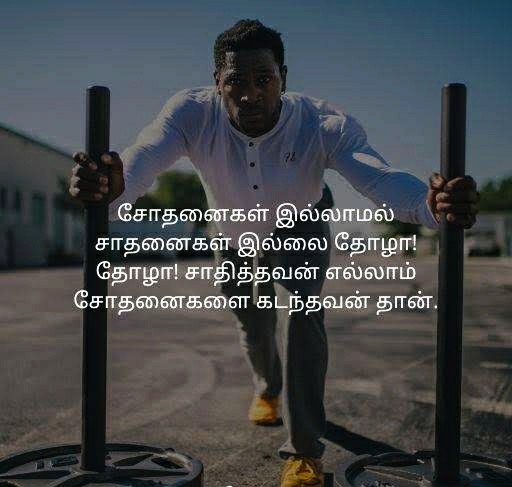 சோதனைகள் இல்லாமல்
சாதனைகள் இல்லை தோழா!
தோழா! சாதித்தவன் எல்லாம்
சோதனைகளை கடந்தவன் தான்.